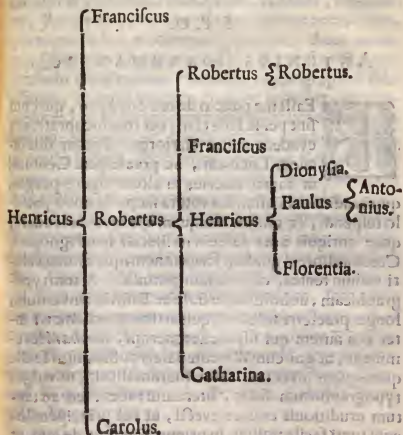 Franciſcus
Robertus Robertus.
Franciſcus
Dionyſia.
Henricus Robertus Henricus Paulus Anto-
nius.
Florentia.
Catharina.
Carolus.